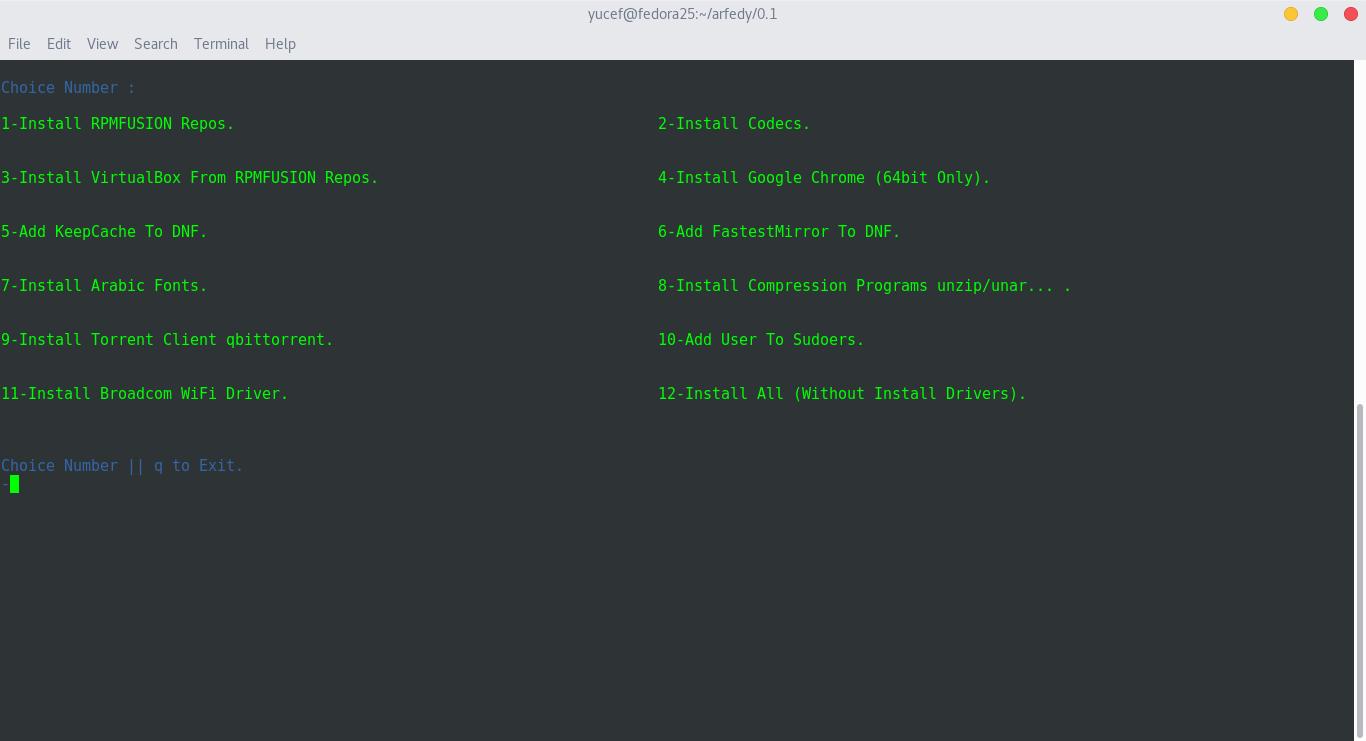 yucef@fedora25:~/arfedy/0.1
File Edit View Search Terminal Help
Choice Number :
1-Install RPMFUSION Repos. 2-Install Codecs.
3-Install VirtualBox From RPMFUSION Repos. 4-Install Google Chrome (64bit Only).
5-Add KeepCache To DNF. 6-Add FastestMirror To DNF.
7-Install Arabic Fonts. 8-Install Compression Programs unzip/unar... .
9-Install Torrent Client qbittorrent. 10-Add User To Sudoers.
11-Install Broadcom WiFi Driver. 12-Install All (Without Install Drivers).
Choice Number || q to Exit.
-